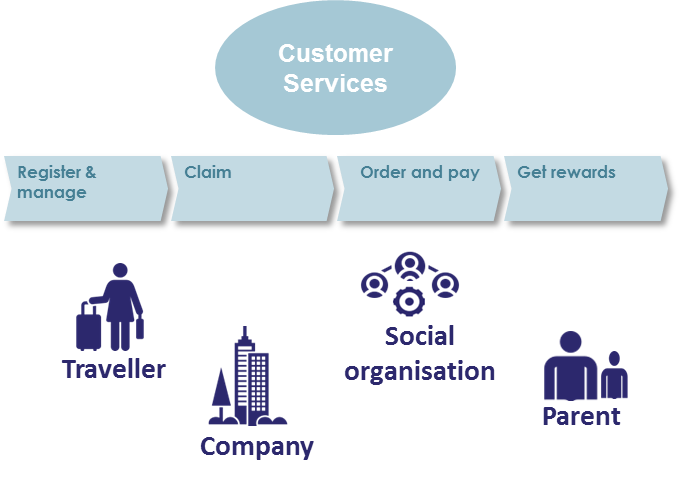 Customer
Services
Register &
manage
Claim
Order and pay
Get rewards
Traveller
Company
Social
organisation
Parent